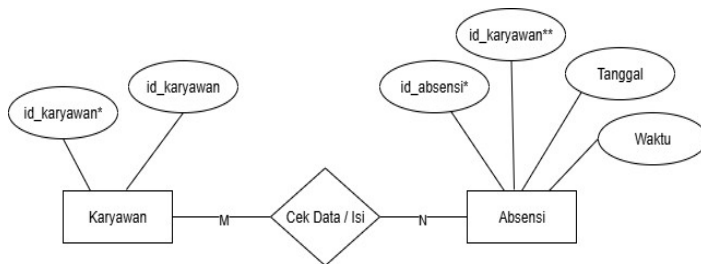 id_karyawan**
id_karyawan
id_absensi*
Tanggal
id_karyawan*
Waktu
Karyawan
M
Cek Data / Isi
N
Absensi